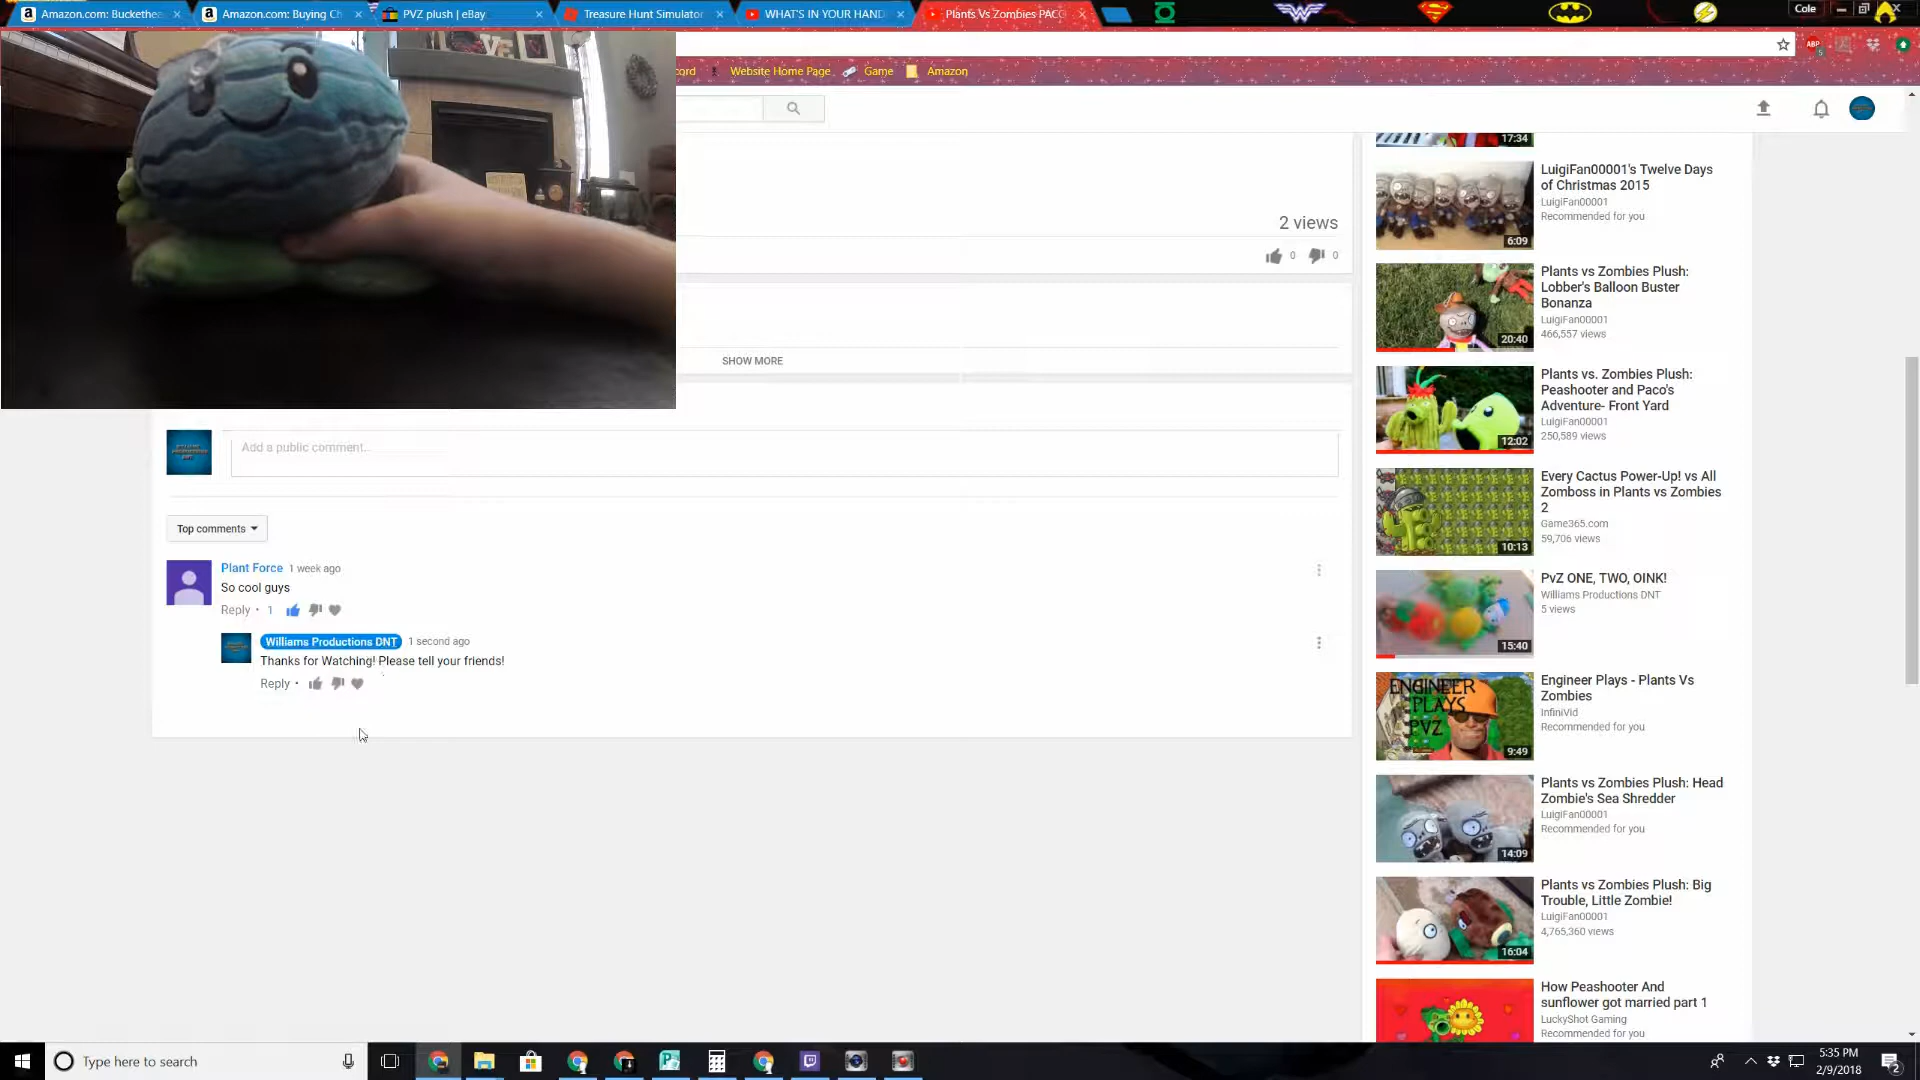 Amazon.com: Buckethea
Amazon.com: Buying Ch
PVZ plush | eBay
Treasure Hunt Simulator
WHAT'S IN YOUR HAND
Plants Vs Zombies PACO
Cole
ABP
cord
Website Home Page
Game
Amazon
2 views
0
0
SHOW MORE
Add a public comment...
Top comments
Plant Force 1 week ago
So cool guys
Reply • 1
Williams Productions DNT 1 second ago
Thanks for Watching! Please tell your friends!
Reply •
17:34
LuigiFan00001's Twelve Days
of Christmas 2015
LuigiFan00001
Recommended for you
6:09
Plants vs Zombies Plush:
Lobber's Balloon Buster
Bonanza
LuigiFan00001
466,557 views
20:40
Plants vs. Zombies Plush:
Peashooter and Paco's
Adventure- Front Yard
LuigiFan00001
250,589 views
12:02
Every Cactus Power-Up! vs All
Zomboss in Plants vs Zombies
2
Game365.com
59,706 views
10:13
PvZ ONE, TWO, OINK!
Williams Productions DNT
5 views
15:40
ENGINEER
PLAYS
PVZ
Engineer Plays - Plants Vs
Zombies
InfiniVid
Recommended for you
9:49
Plants vs Zombies Plush: Head
Zombie's Sea Shredder
LuigiFan00001
Recommended for you
14:09
Plants vs Zombies Plush: Big
Trouble, Little Zombie!
LuigiFan00001
4,765,360 views
16:04
How Peashooter And
sunflower got married part 1
LuckyShot Gaming
Recommended for you
Type here to search
5:35 PM
2/9/2018
2